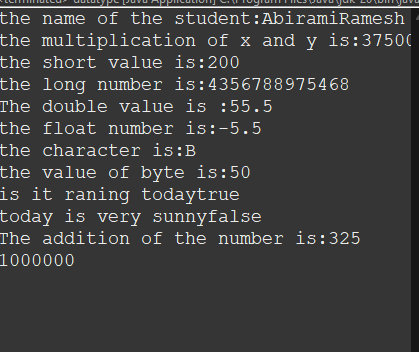 <terminated> datatype [Java Application] C:\Program Files\Java\jdk-20\bin\java
the name of the student:AbiramiRamesh
the multiplication of x and y is:37500
the short value is:200
the long number is:4356788975468
The double value is :55.5
the float number is:-5.5
the character is:B
the value of byte is:50
is it raning todaytrue
today is very sunnyfalse
The addition of the number is:325
1000000